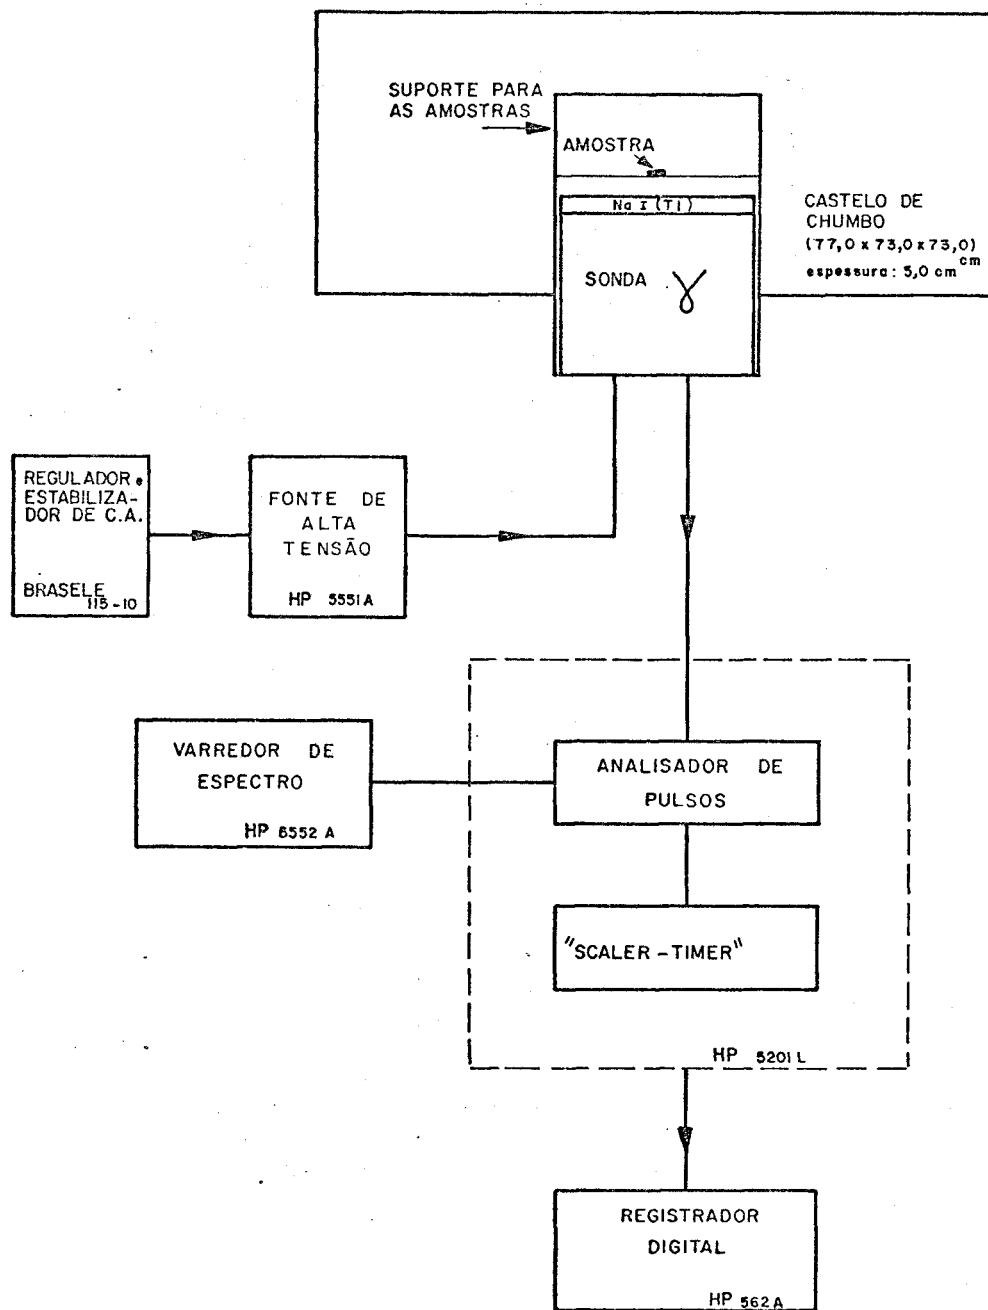 SUPORTE PARA
AS AMOSTRAS
AMOSTRA
Na I (Tl)
SONDA γ
CASTELO DE
CHUMBO
(77,0 x 73,0 x 73,0)
cm
espessura: 5,0 cm
REGULADOR e
ESTABILIZA-
DOR DE C.A.
BRASELE
115-10
FONTE DE
ALTA
TENSÃO
HP 5551A
VARREDOR DE
ESPECTRO
HP 5552 A
ANALISADOR DE
PULSOS
"SCALER - TIMER"
HP 5201 L
REGISTRADOR
DIGITAL
HP 562 A